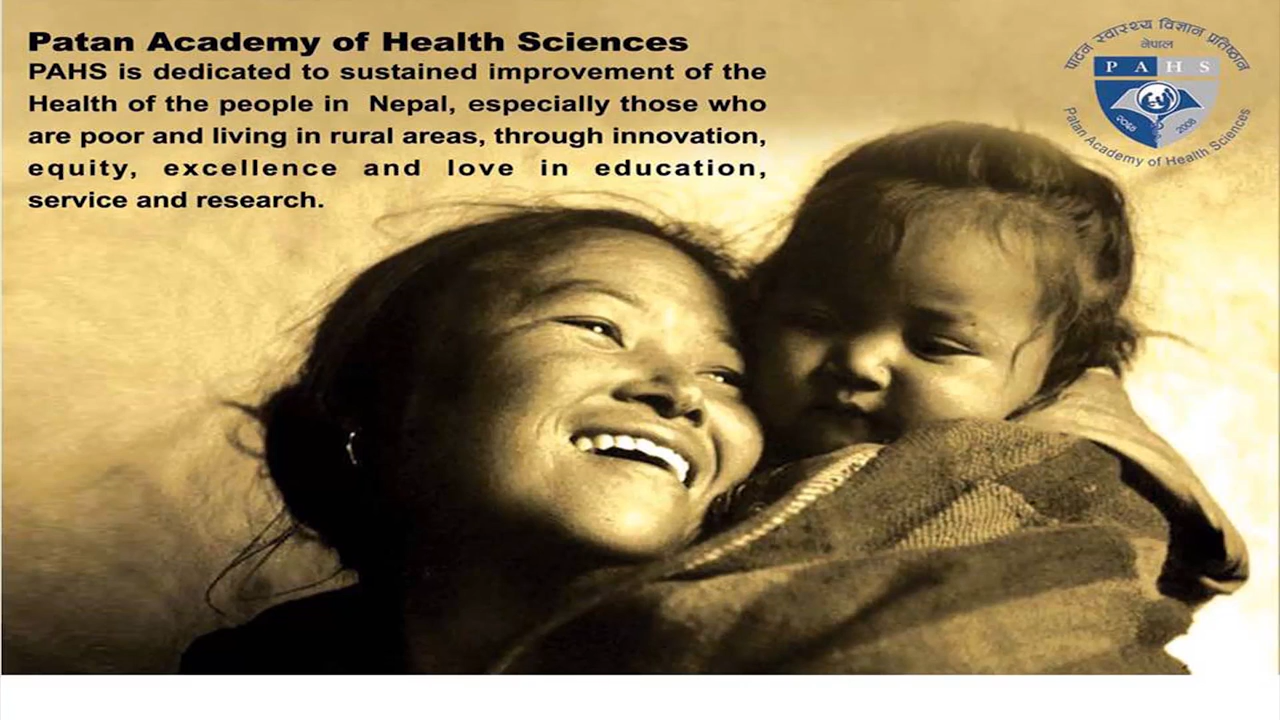 Patan Academy of Health Sciences
PAHS is dedicated to sustained improvement of the
Health of the people in Nepal, especially those who
are poor and living in rural areas, through innovation,
equity, excellence and love in education,
service and research.
पाटन स्वास्थ्य विज्ञान प्रतिष्ठान
नेपाल
P A H S
२०६४ 2008
Patan Academy of Health Sciences